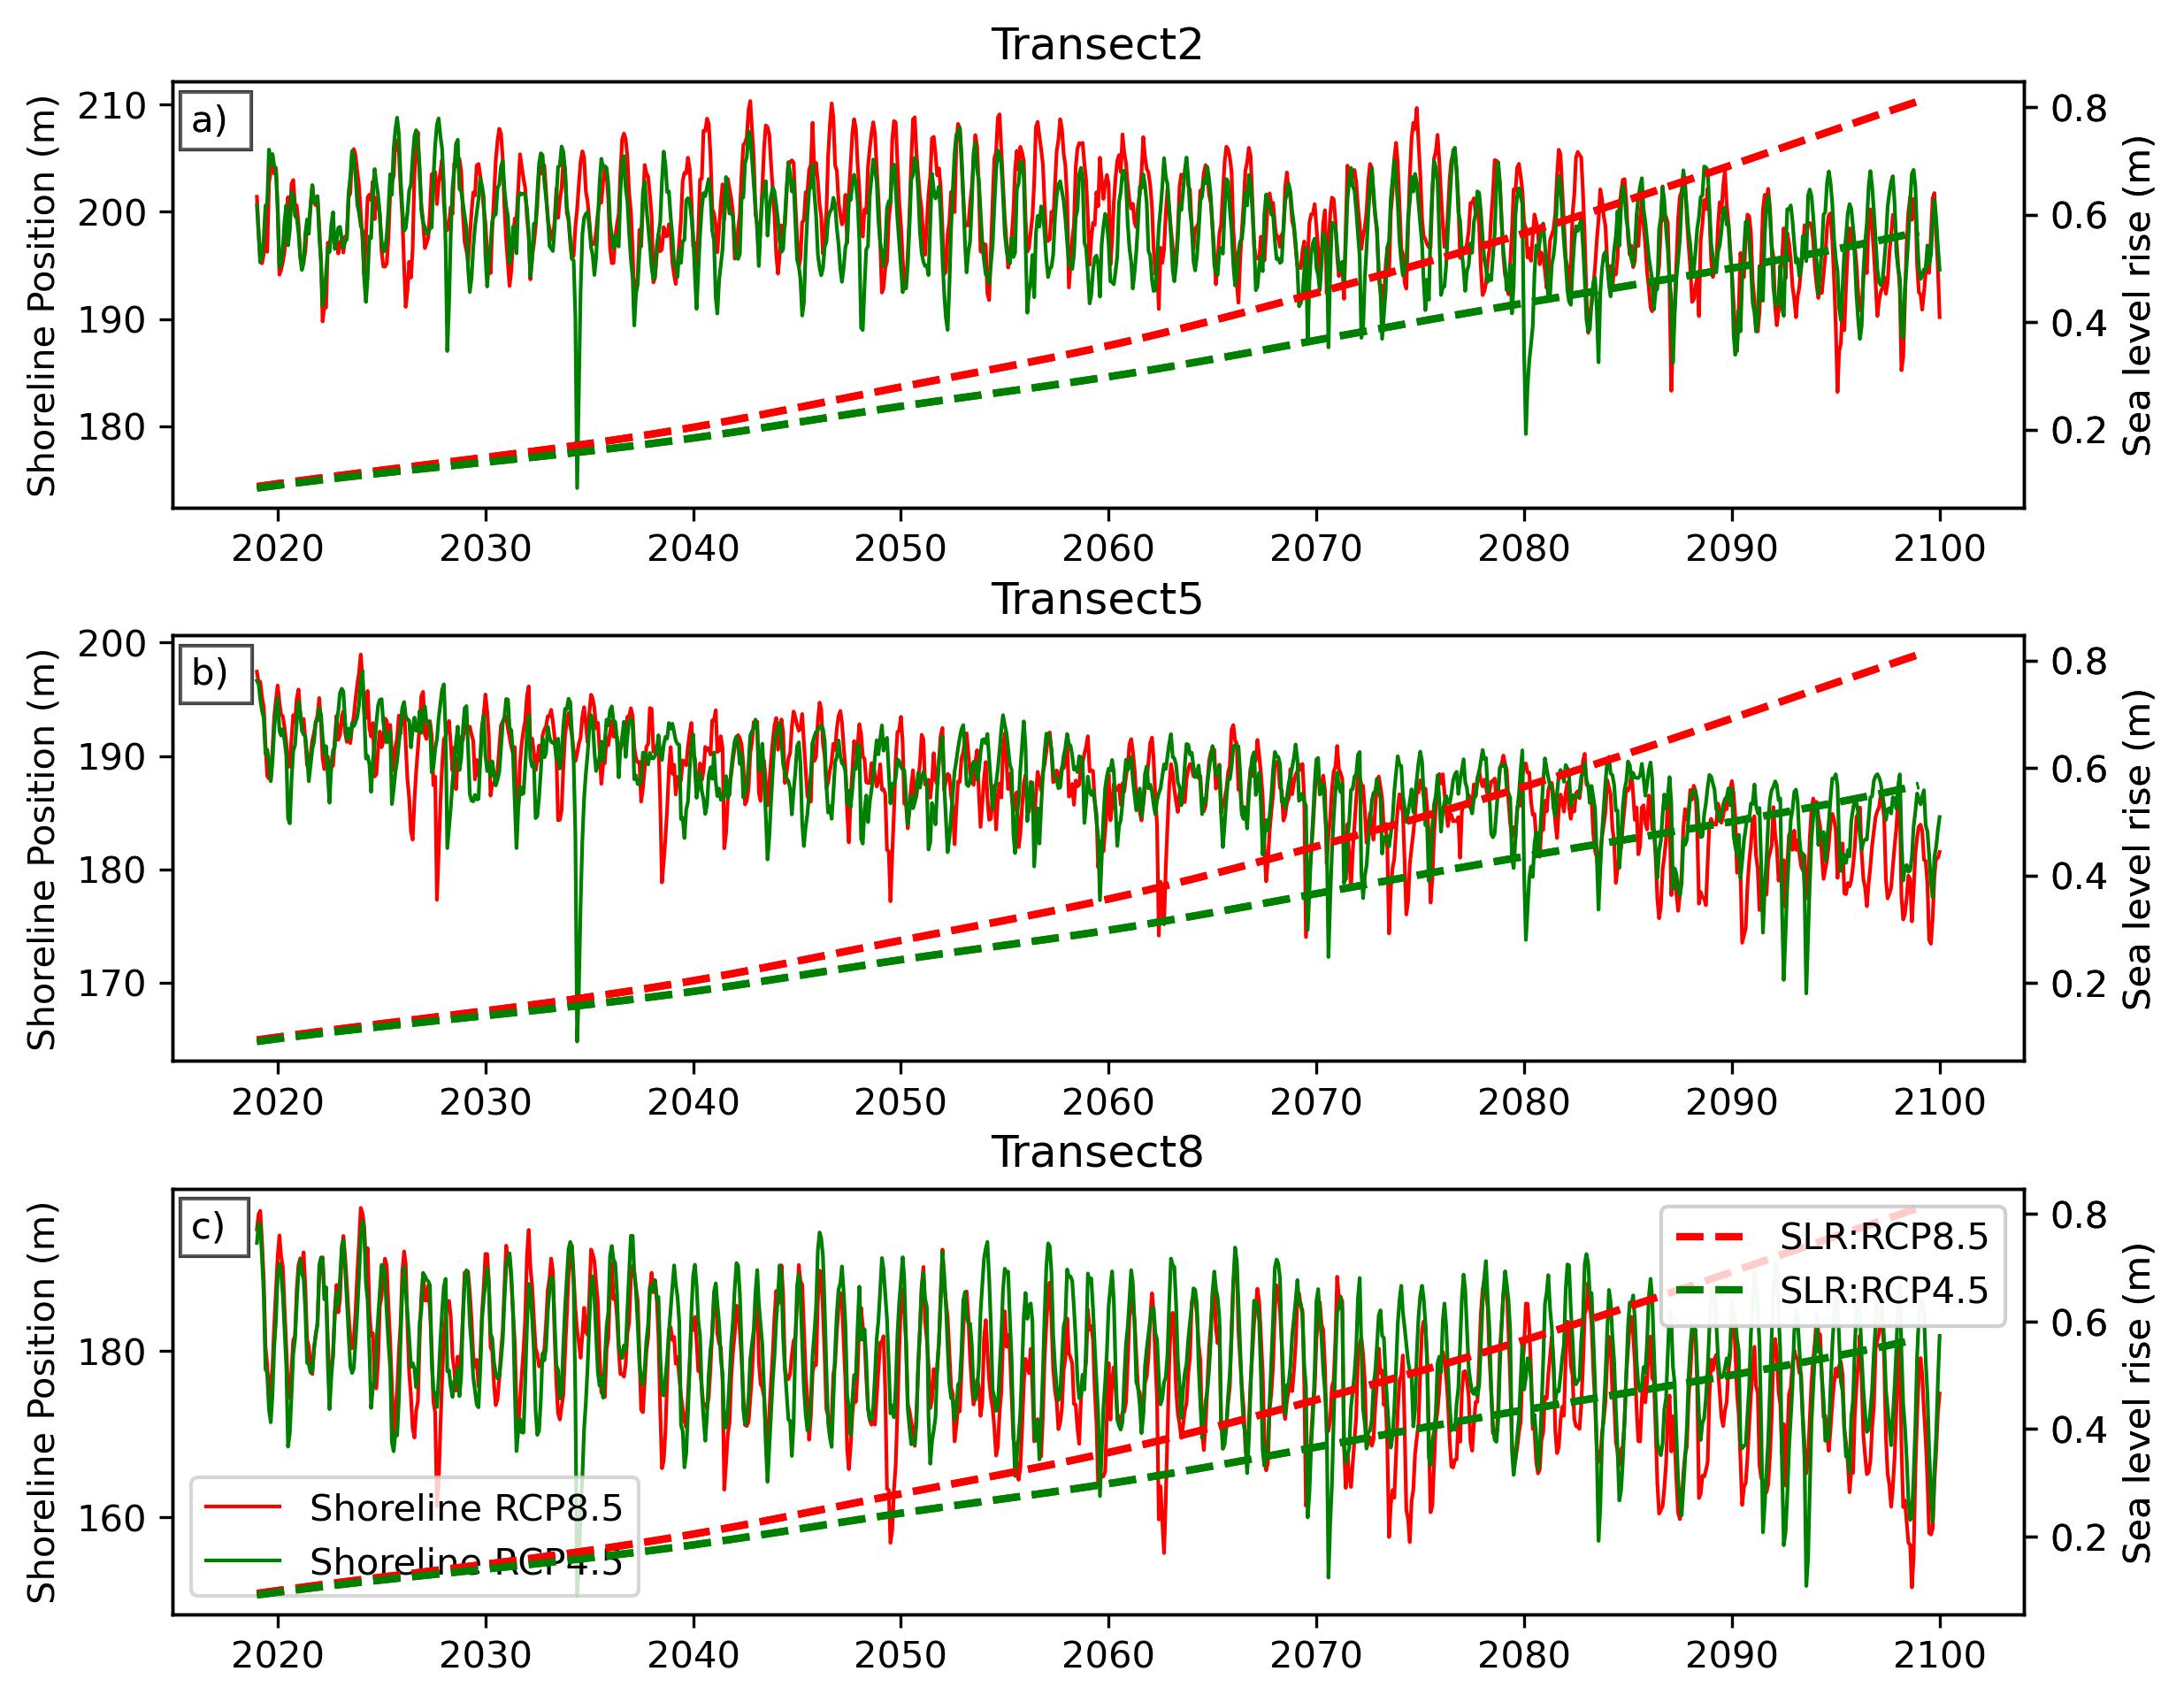 Transect2
a)
Shoreline Position (m)
210
200
190
180
0.8
0.6
0.4
0.2
Sea level rise (m)
2020 2030 2040 2050 2060 2070 2080 2090 2100
Transect5
b)
Shoreline Position (m)
200
190
180
170
0.8
0.6
0.4
0.2
Sea level rise (m)
2020 2030 2040 2050 2060 2070 2080 2090 2100
Transect8
c)
Shoreline Position (m)
180
160
Shoreline RCP8.5
Shoreline RCP4.5
SLR:RCP8.5
SLR:RCP4.5
0.8
0.6
0.4
0.2
Sea level rise (m)
2020 2030 2040 2050 2060 2070 2080 2090 2100